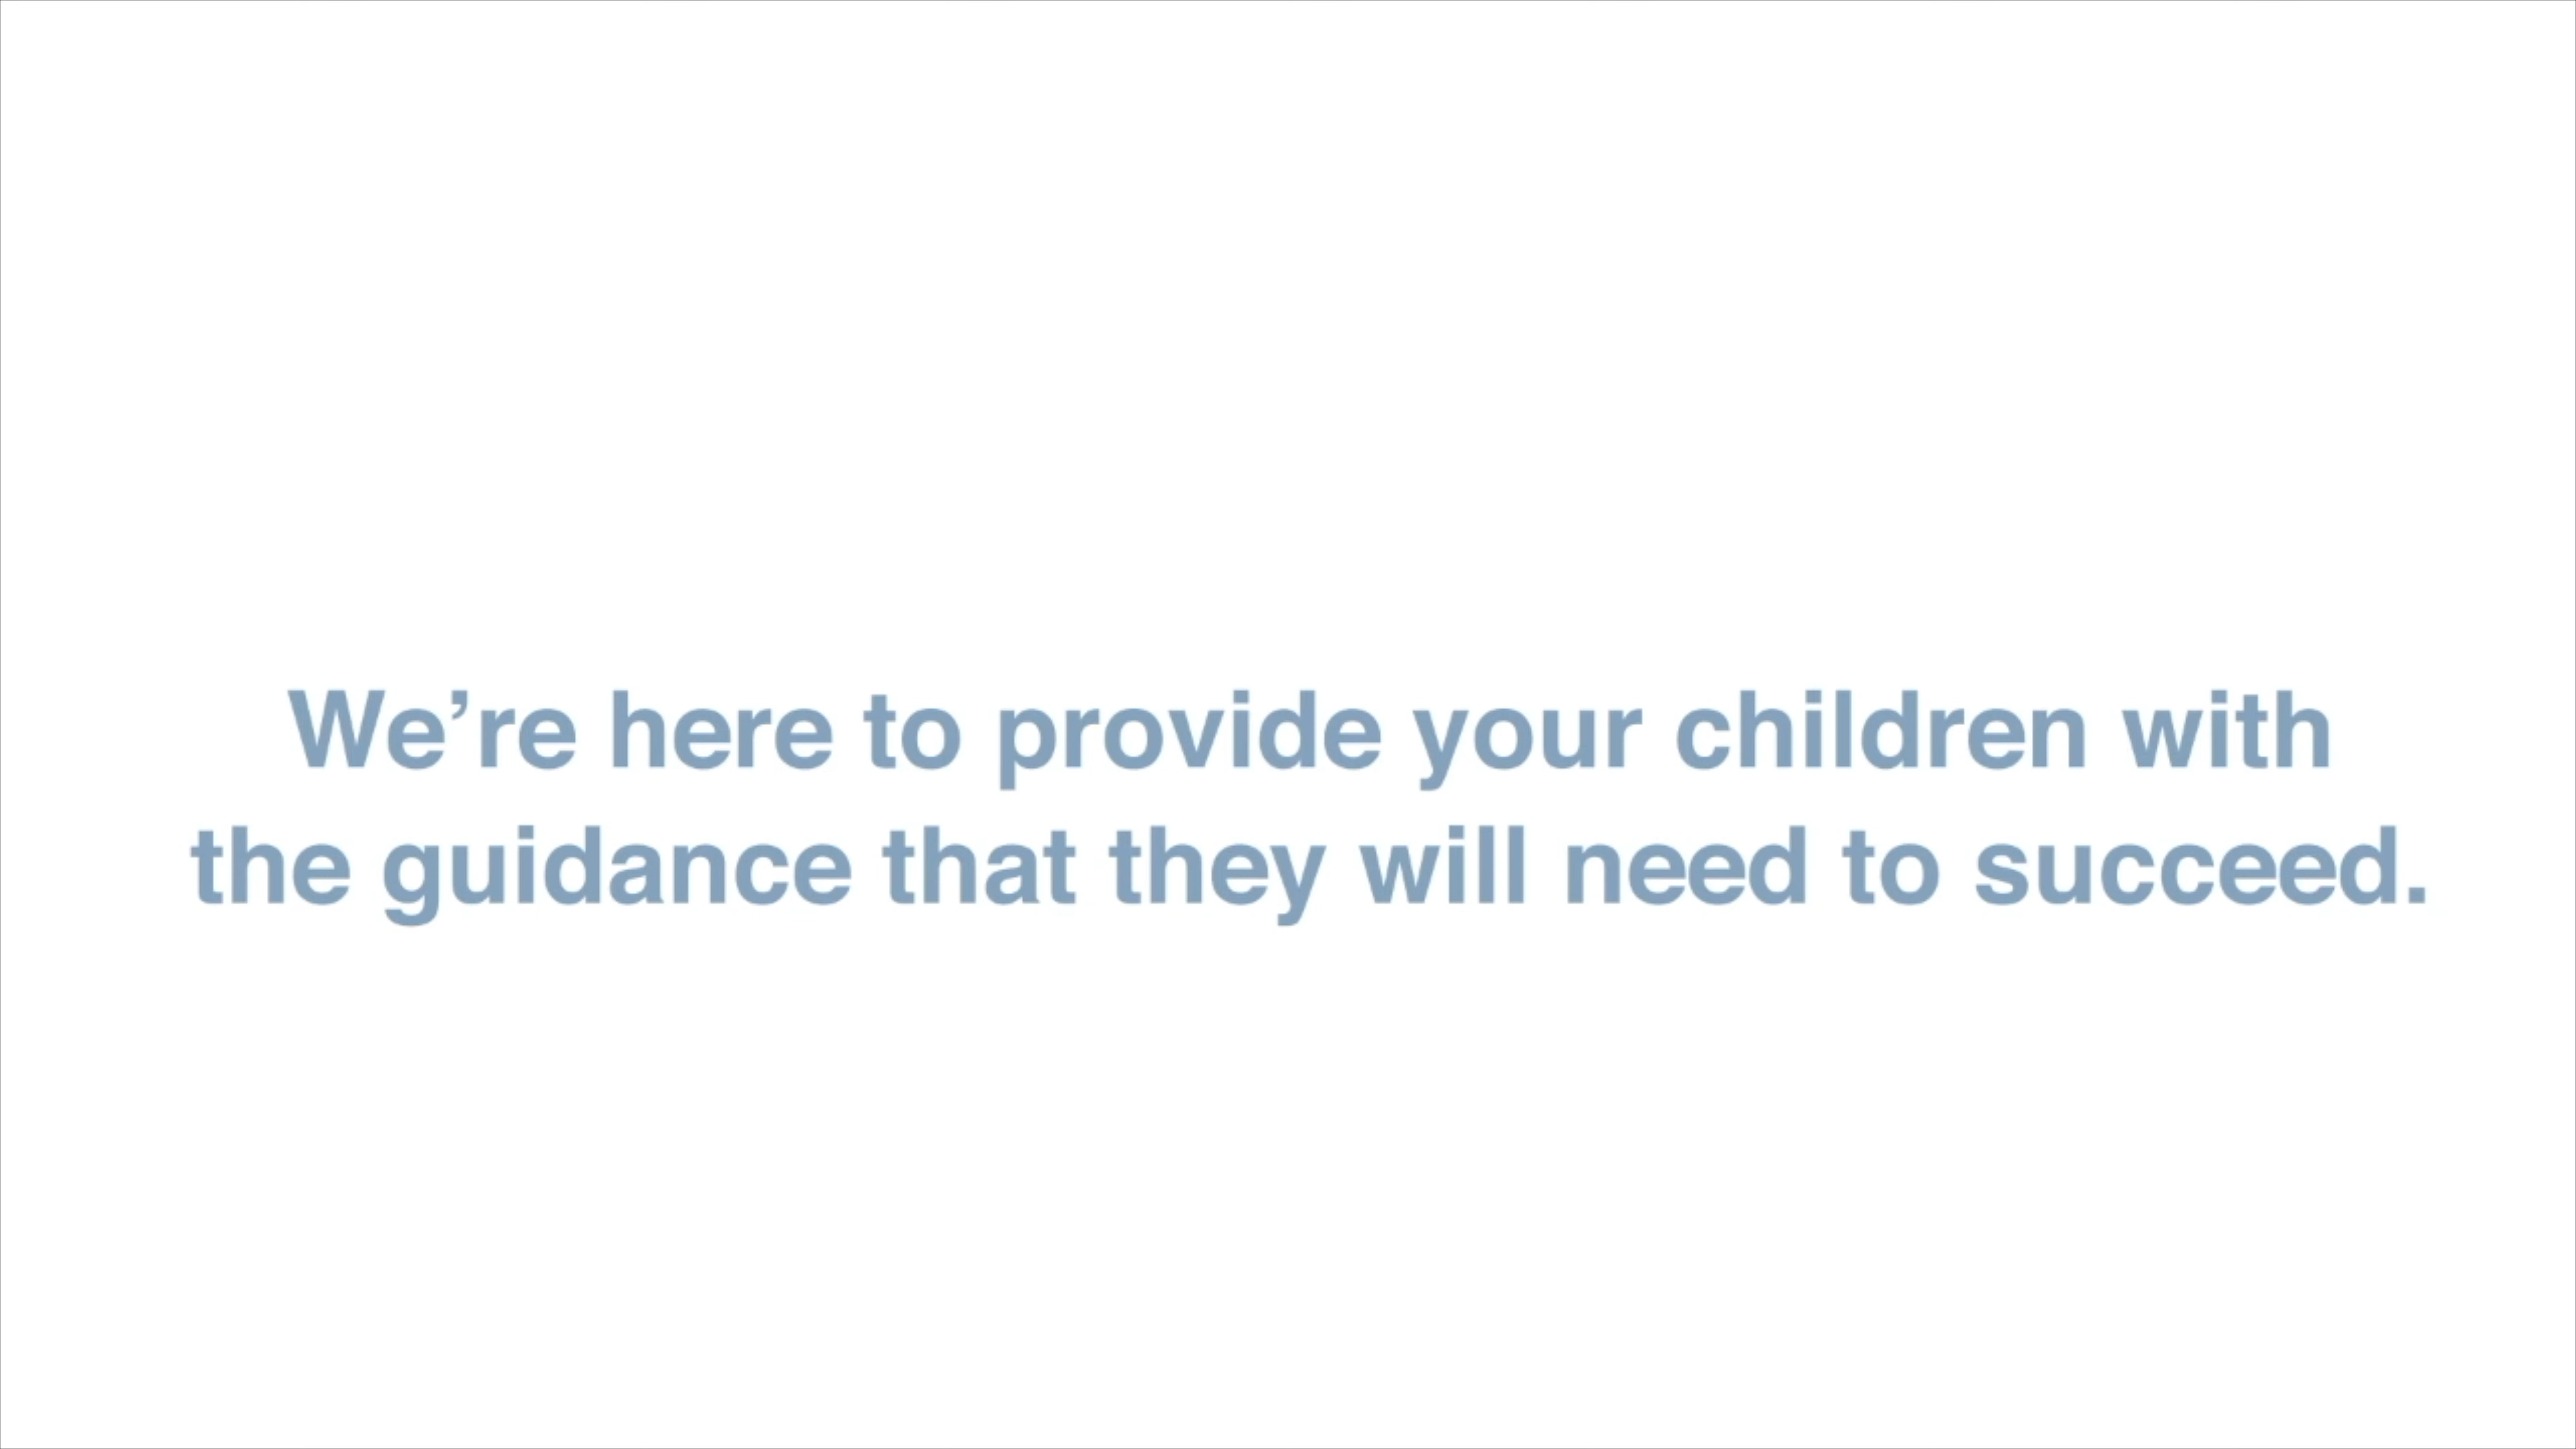 We’re here to provide your children with
the guidance that they will need to succeed.